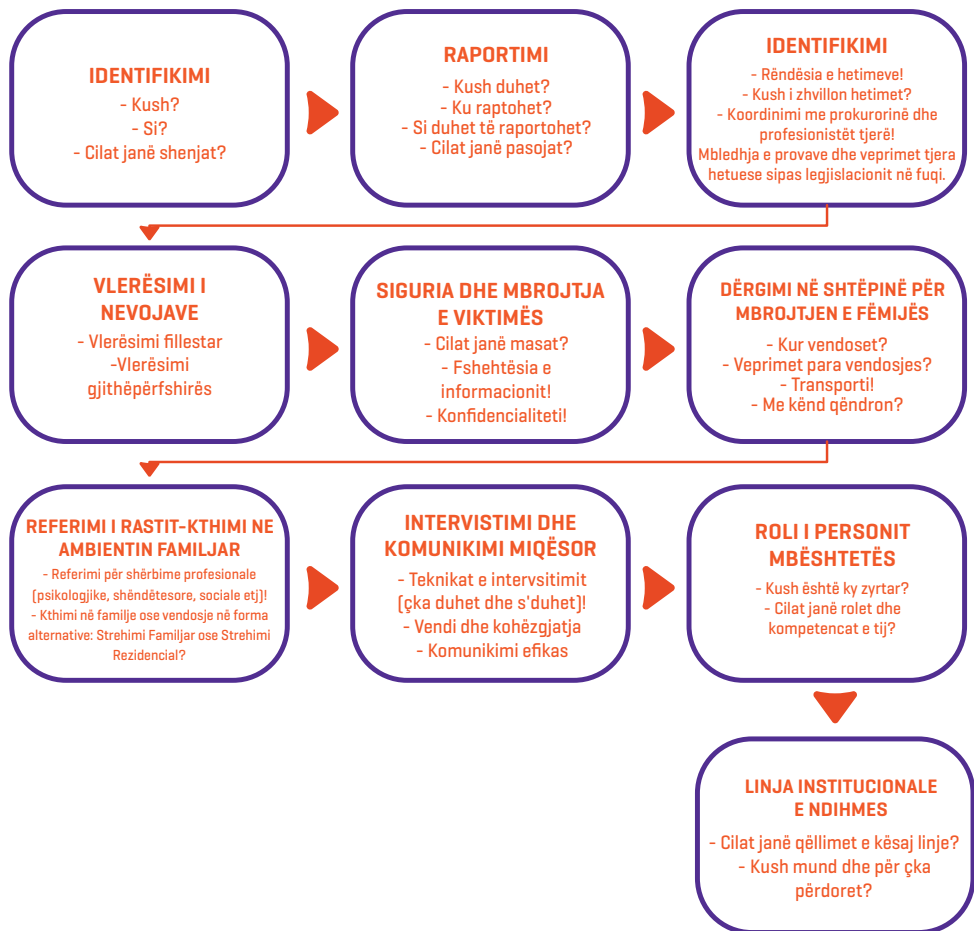 IDENTIFIKIMI
- Kush?
- Si?
- Cilat janë shenjat?
RAPORTIMI
- Kush duhet?
- Ku raptohet?
- Si duhet të raportohet?
- Cilat janë pasojat?
IDENTIFIKIMI
- Rëndësia e hetimeve!
- Kush i zhvillon hetimet?
- Koordinimi me prokurorinë dhe
profesionistët tjerë!
Mbledhja e provave dhe veprimet tjera
hetuese sipas legjislacionit në fuqi.
VLERËSIMI I
NEVOJAVE
- Vlerësimi fillestar
-Vlerësimi
gjithëpërfshirës
SIGURIA DHE MBROJTJA
E VIKTIMËS
- Cilat janë masat?
- Fshehtësia e
informacionit!
- Konfidencialiteti!
DËRGIMI NË SHTËPINË PËR
MBROJTJEN E FËMIJËS
- Kur vendoset?
- Veprimet para vendosjes?
- Transporti!
- Me kënd qëndron?
REFERIMI I RASTIT-KTHIMI NE
AMBIENTIN FAMILJAR
- Referimi për shërbime profesionale
(psikologjike, shëndëtesore, sociale etj)!
- Kthimi në familje ose vendosje në forma
alternative: Strehimi Familjar ose Strehimi
Rezidencial?
INTERVISTIMI DHE
KOMUNIKIMI MIQËSOR
- Teknikat e intervsitimit
(çka duhet dhe s'duhet)!
- Vendi dhe kohëzgjatja
- Komunikimi efikas
ROLI I PERSONIT
MBËSHTETËS
- Kush është ky zyrtar?
- Cilat janë rolet dhe
kompetencat e tij?
LINJA INSTITUCIONALE
E NDIHMES
- Cilat janë qëllimet e kësaj linje?
- Kush mund dhe për çka
përdoret?